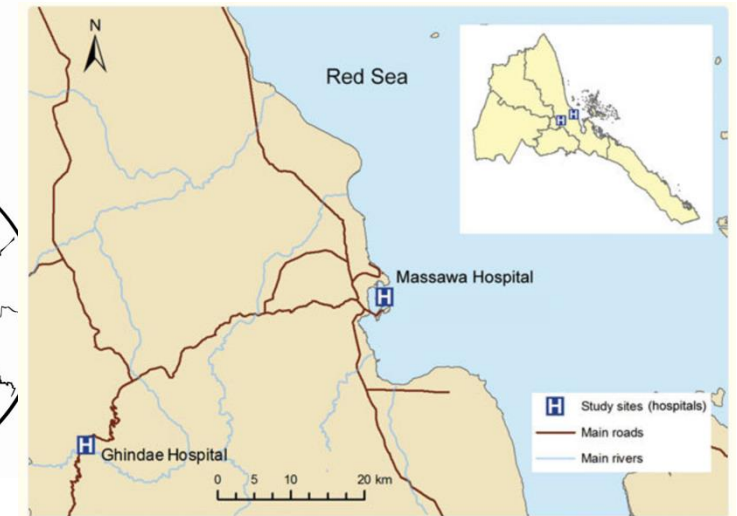 N
Red Sea
H
H
Massawa Hospital
H
H
Ghindae Hospital
0 5 10 20 km
H Study sites (hospitals)
Main roads
Main rivers